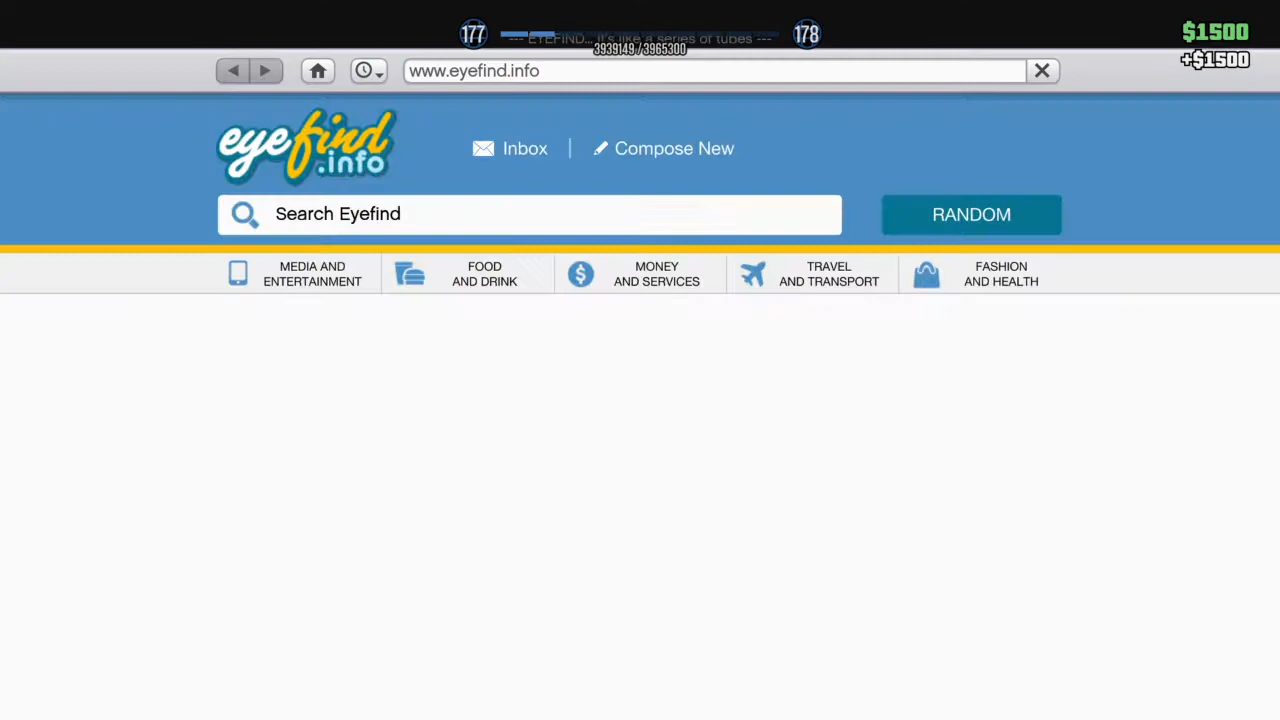 177
178
--- EYEFIND... It's like a series of tubes ---
3939149 / 3965300
$1500
+$1500
www.eyefind.info
eyefind
.info
Inbox
Compose New
Search Eyefind
RANDOM
MEDIA AND
ENTERTAINMENT
FOOD
AND DRINK
MONEY
AND SERVICES
TRAVEL
AND TRANSPORT
FASHION
AND HEALTH